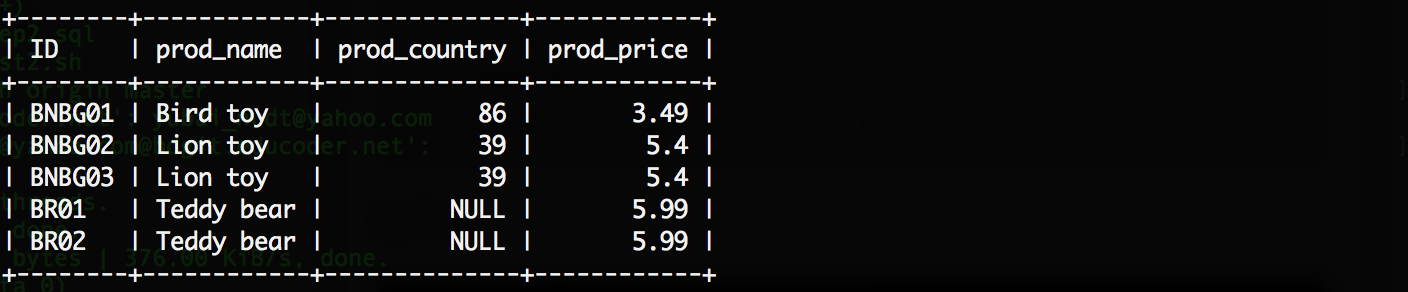 +--------+------------+--------------+------------+
| ID     | prod_name  | prod_country | prod_price |
+--------+------------+--------------+------------+
| BNBG01 | Bird toy   |           86 |       3.49 |
| BNBG02 | Lion toy   |           39 |        5.4 |
| BNBG03 | Lion toy   |           39 |        5.4 |
| BR01   | Teddy bear |         NULL |       5.99 |
| BR02   | Teddy bear |         NULL |       5.99 |
+--------+------------+--------------+------------+